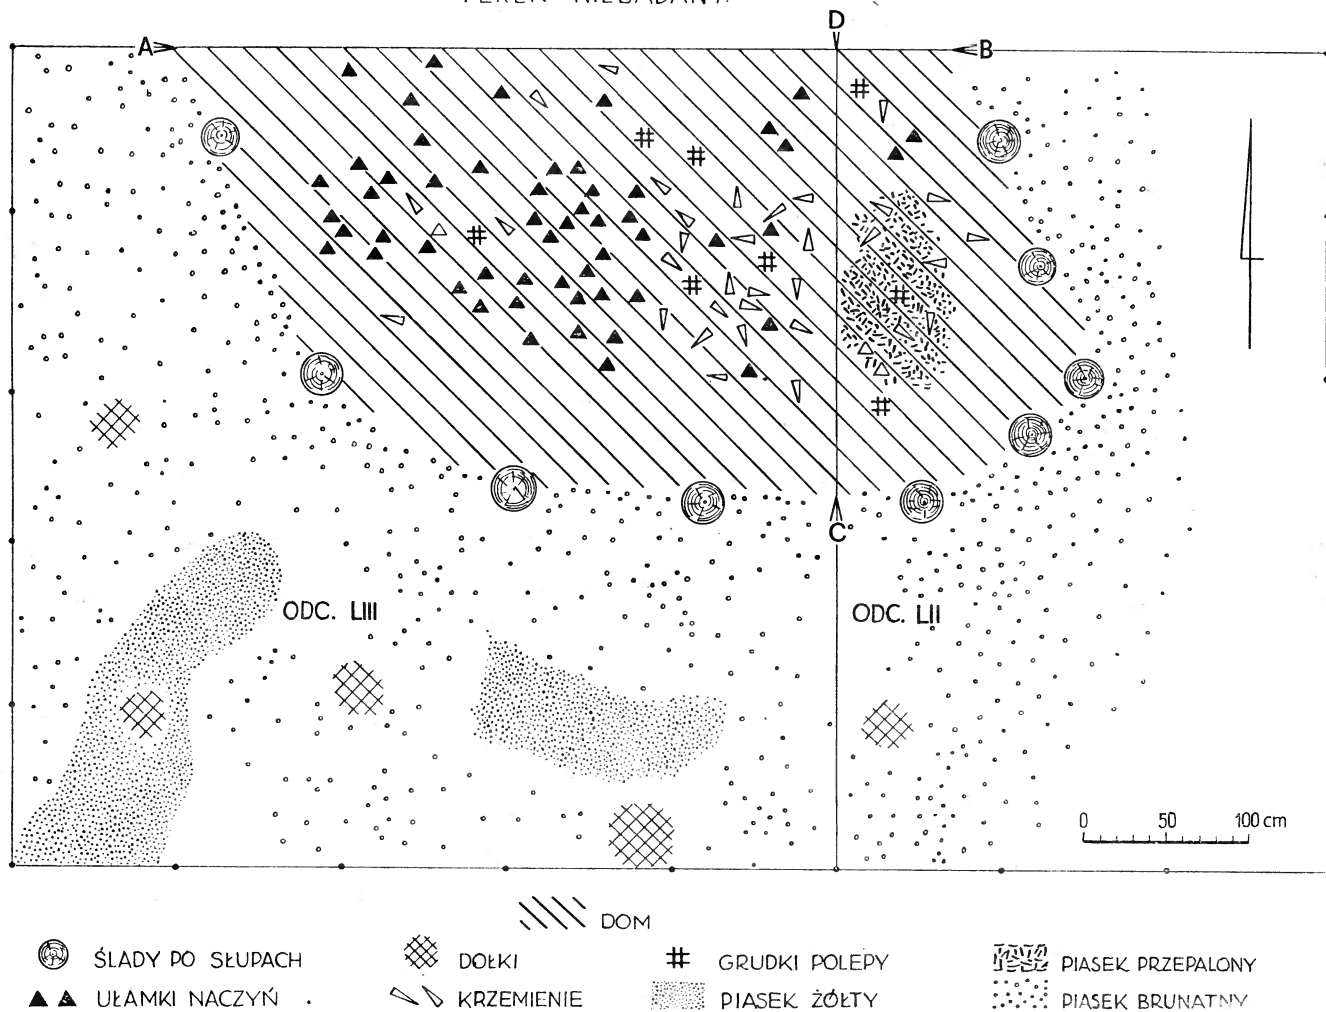 A
D
B
C
ODC. LIII
ODC. LII
0 50 100 cm
DOM
ŚLADY PO SŁUPACH
DOŁKI
GRUDKI POLEPY
PIASEK PRZEPALONY
UŁAMKI NACZYŃ
KRZEMIENIE
PIASEK ŻÓŁTY
PIASEK BRUNATNY